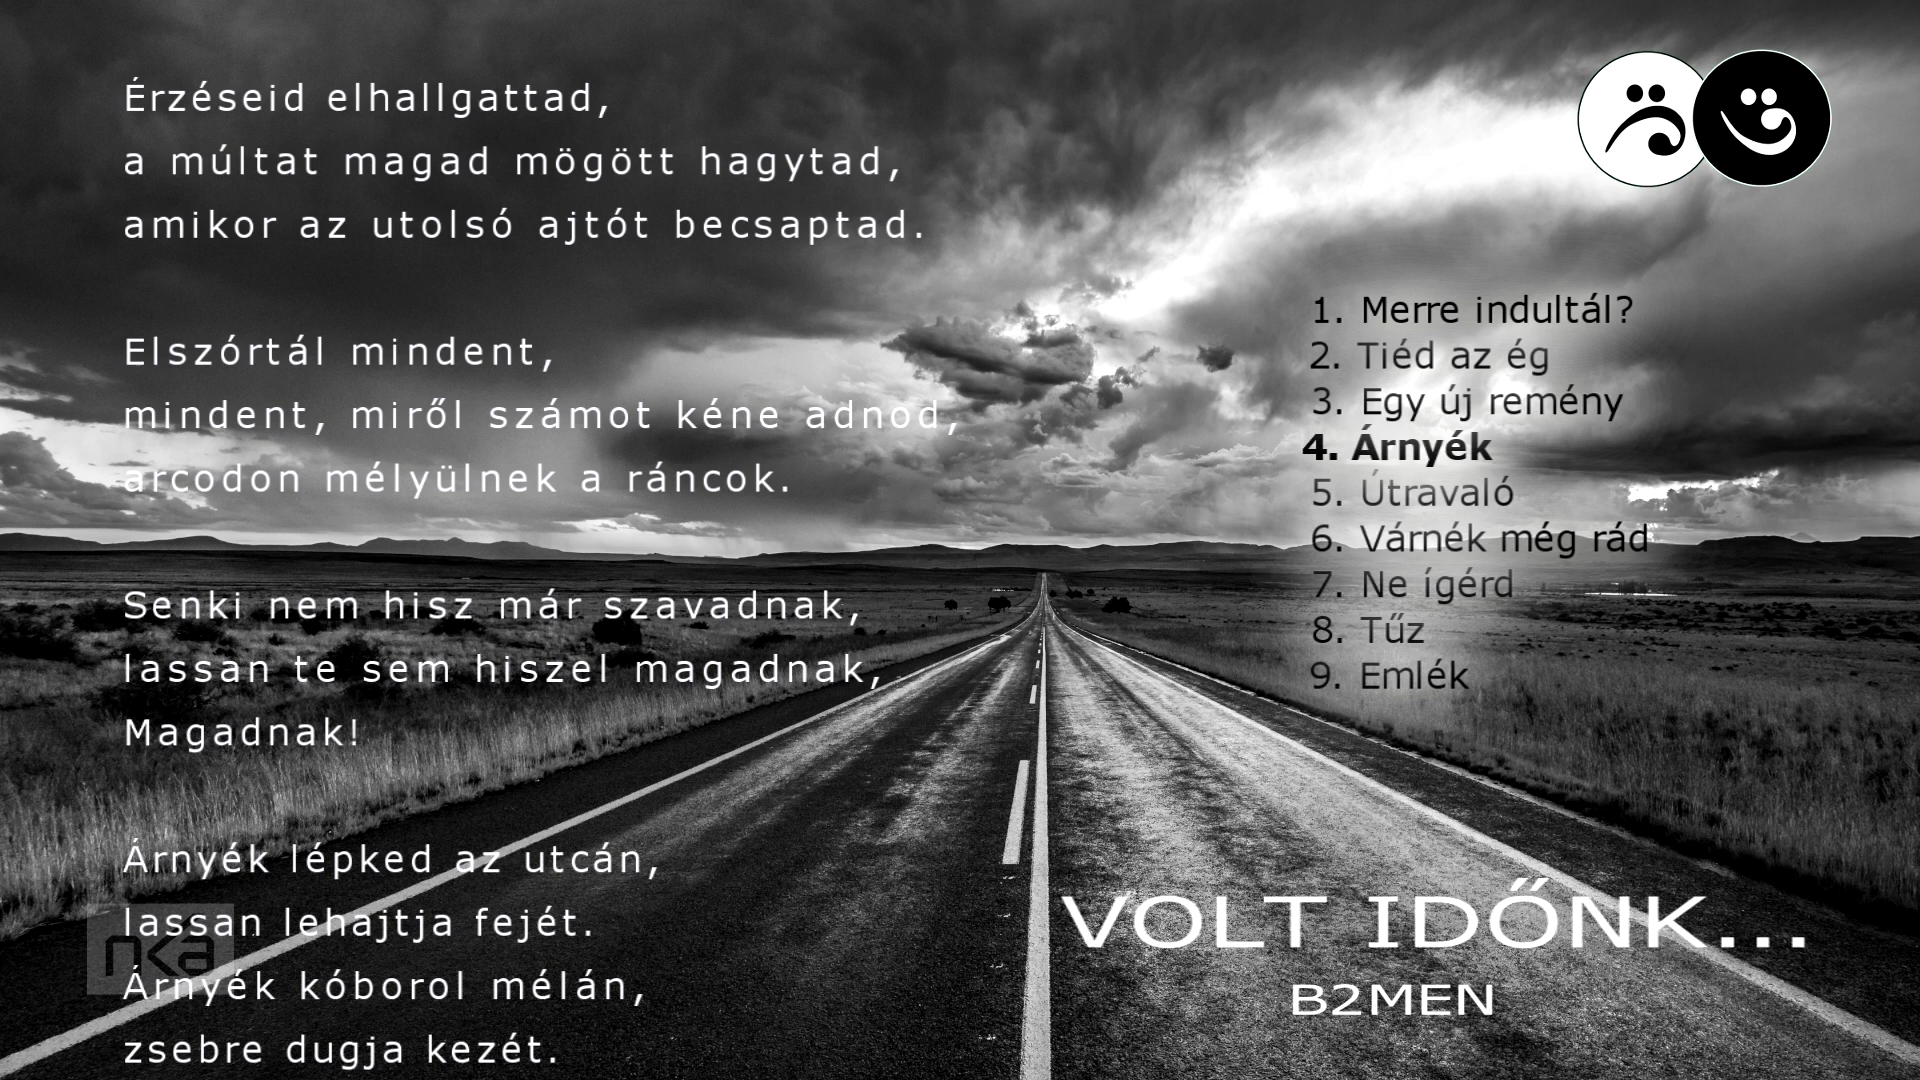 Érzéseid elhallgattad,
a múltat magad mögött hagytad,
amikor az utolsó ajtót becsaptad.
Elszórtál mindent,
mindent, miről számot kéne adnod,
arcodon mélyülnek a ráncok.
Senki nem hisz már szavadnak,
lassan te sem hiszel magadnak,
Magadnak!
Árnyék lépked az utcán,
lassan lehajtja fejét.
Árnyék kóborol mélán,
zsebre dugja kezét.
nka
1. Merre indultál?
2. Tiéd az ég
3. Egy új remény
4. Árnyék
5. Útravaló
6. Várnék még rád
7. Ne ígérd
8. Tűz
9. Emlék
VOLT IDŐNK...
B2MEN